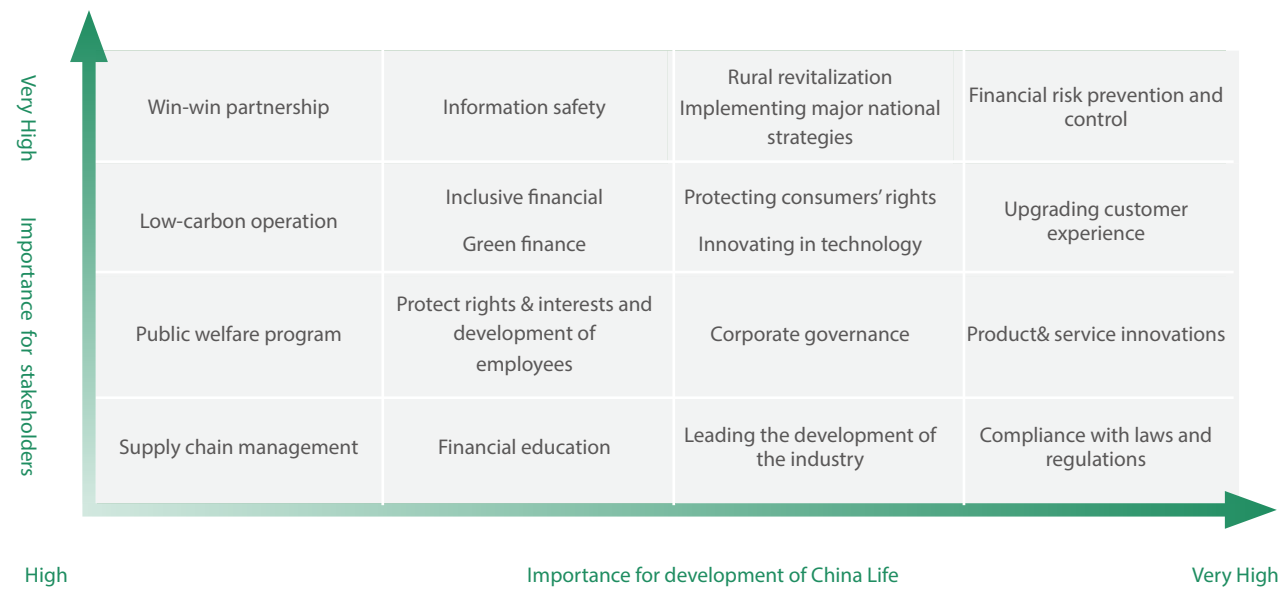 Very High
Importance for stakeholders
Win-win partnership
Information safety
Rural revitalization
Implementing major national
strategies
Financial risk prevention and
control
Low-carbon operation
Inclusive financial
Green finance
Protecting consumers’ rights
Innovating in technology
Upgrading customer
experience
Public welfare program
Protect rights & interests and
development of
employees
Corporate governance
Product& service innovations
Supply chain management
Financial education
Leading the development of
the industry
Compliance with laws and
regulations
High
Importance for development of China Life
Very High